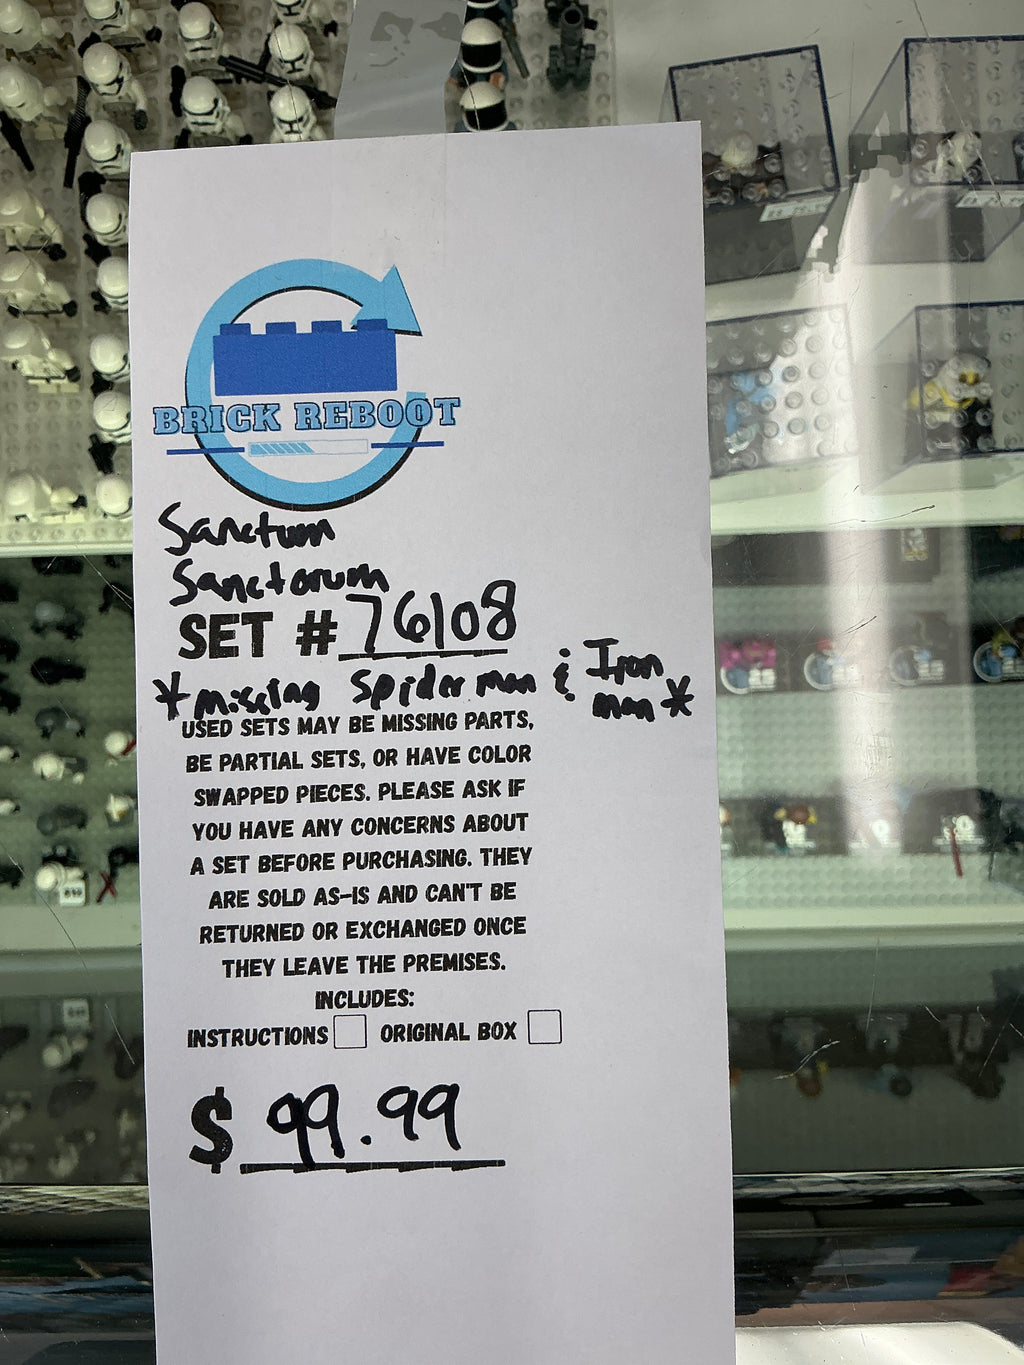 BRICK REBOOT
Sanctum
Sanctorum
SET # 76108
*missing Spider man & Iron man*
USED SETS MAY BE MISSING PARTS,
BE PARTIAL SETS, OR HAVE COLOR
SWAPPED PIECES. PLEASE ASK IF
YOU HAVE ANY CONCERNS ABOUT
A SET BEFORE PURCHASING. THEY
ARE SOLD AS-IS AND CAN'T BE
RETURNED OR EXCHANGED ONCE
THEY LEAVE THE PREMISES.
INCLUDES:
INSTRUCTIONS ORIGINAL BOX
$ 99.99